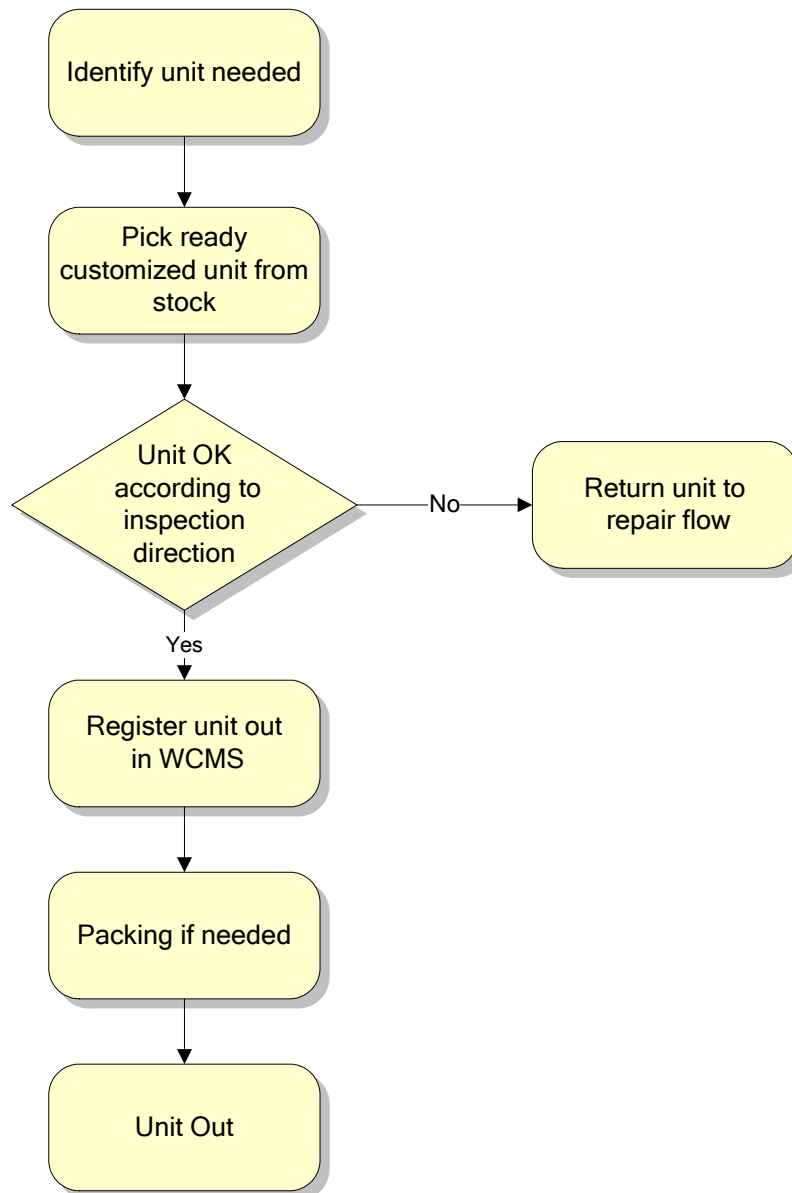 Identify unit needed
Pick ready
customized unit from
stock
Unit OK
according to
inspection
direction
No
Return unit to
repair flow
Yes
Register unit out
in WCMS
Packing if needed
Unit Out